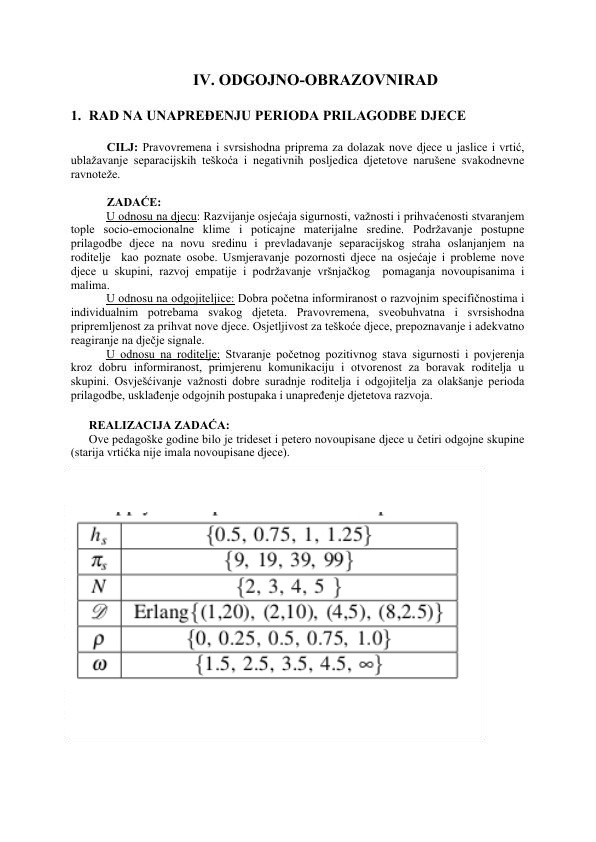 IV. ODGOJNO-OBRAZOVNIRAD
1. RAD NA UNAPREĐENJU PERIODA PRILAGODBE DJECE
CILJ: Pravovremena i svrsishodna priprema za dolazak nove djece u jaslice i vrtić,
ublažavanje separacijskih teškoća i negativnih posljedica djetetove narušene svakodnevne
ravnoteže.
ZADAĆE:
U odnosu na djecu: Razvijanje osjećaja sigurnosti, važnosti i prihvaćenosti stvaranjem
tople socio-emocionalne klime i poticajne materijalne sredine. Podržavanje postupne
prilagodbe djece na novu sredinu i prevladavanje separacijskog straha oslanjanjem na
roditelje kao poznate osobe. Usmjeravanje pozornosti djece na osjećaje i probleme nove
djece u skupini, razvoj empatije i podržavanje vršnjačkog pomaganja novoupisanima i
malima.
U odnosu na odgojiteljice: Dobra početna informiranost o razvojnim specifičnostima i
individualnim potrebama svakog djeteta. Pravovremena, sveobuhvatna i svrsishodna
pripremljenost za prihvat nove djece. Osjetljivost za teškoće djece, prepoznavanje i adekvatno
reagiranje na dječje signale.
U odnosu na roditelje: Stvaranje početnog pozitivnog stava sigurnosti i povjerenja
kroz dobru informiranost, primjerenu komunikaciju i otvorenost za boravak roditelja u
skupini. Osvješćivanje važnosti dobre suradnje roditelja i odgojitelja za olakšanje perioda
prilagodbe, usklađenje odgojnih postupaka i unapređenje djetetova razvoja.
REALIZACIJA ZADAĆA:
Ove pedagoške godine bilo je trideset i petero novoupisane djece u četiri odgojne skupine
(starija vrtićka nije imala novoupisane djece).
h_s {0.5, 0.75, 1, 1.25}
π_s {9, 19, 39, 99}
N {2, 3, 4, 5 }
𝒟 Erlang{(1,20), (2,10), (4,5), (8,2.5)}
ρ {0, 0.25, 0.5, 0.75, 1.0}
ω {1.5, 2.5, 3.5, 4.5, ∞}